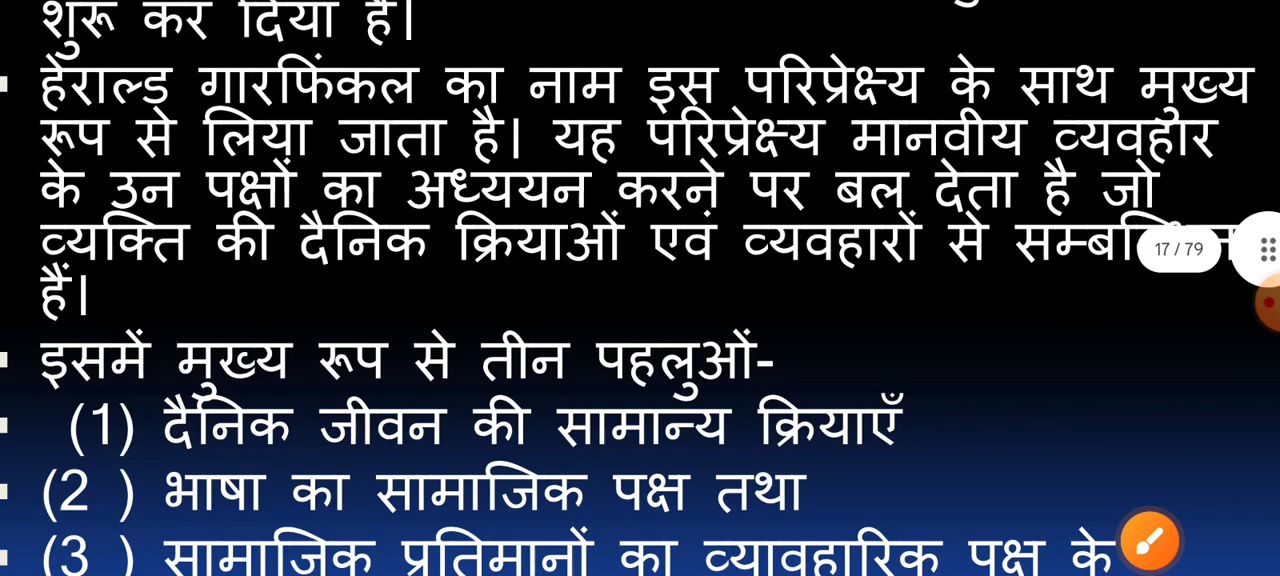 शुरू कर दिया है।
हेराल्ड गारफिंकल का नाम इस परिप्रेक्ष्य के साथ मुख्य
रूप से लिया जाता है। यह परिप्रेक्ष्य मानवीय व्यवहार
के उन पक्षों का अध्ययन करने पर बल देता है जो
व्यक्ति की दैनिक क्रियाओं एवं व्यवहारों से
17 / 79
हैं।
इसमें मुख्य रूप से तीन पहलुओं-
(1) दैनिक जीवन की सामान्य क्रियाएँ
(2 ) भाषा का सामाजिक पक्ष तथा
(3 ) सामाजिक प्रतिमानों का व्यावहारिक पक्ष के